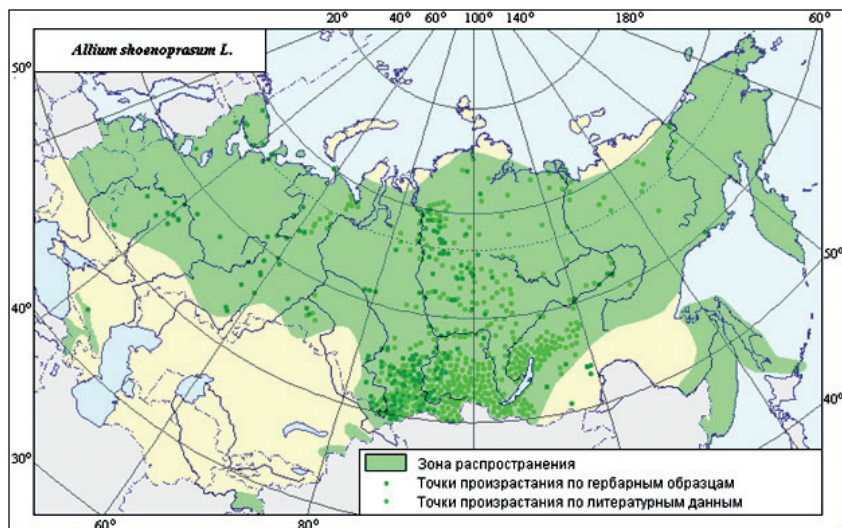 20° 40° 60° 100° 140° 180° 60°
Allium shoenoprasum L.
50°
50°
40°
40°
30°
Зона распространения
Точки произрастания по гербарным образцам
Точки произрастания по литературным данным
60° 80°